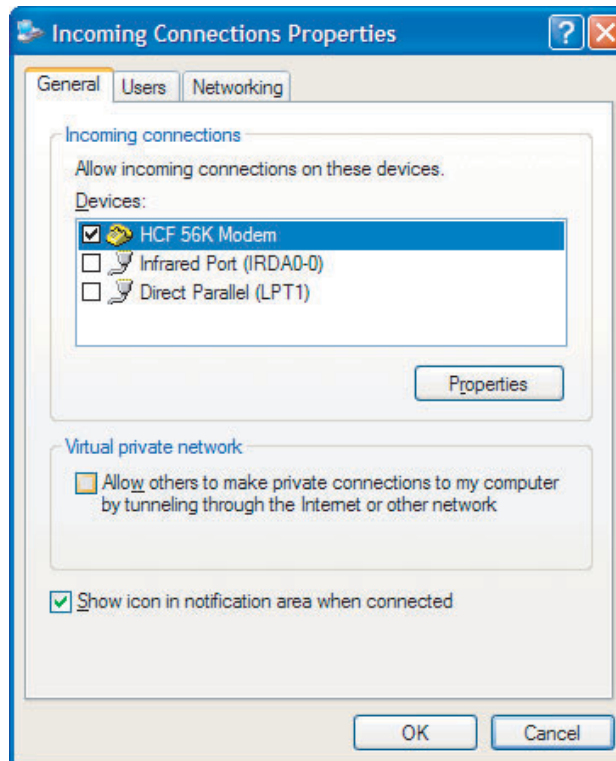 Incoming Connections Properties
General Users Networking
Incoming connections
Allow incoming connections on these devices.
Devices:
HCF 56K Modem
Infrared Port (IRDA0-0)
Direct Parallel (LPT1)
Properties
Virtual private network
Allow others to make private connections to my computer
by tunneling through the Internet or other network
Show icon in notification area when connected
OK Cancel